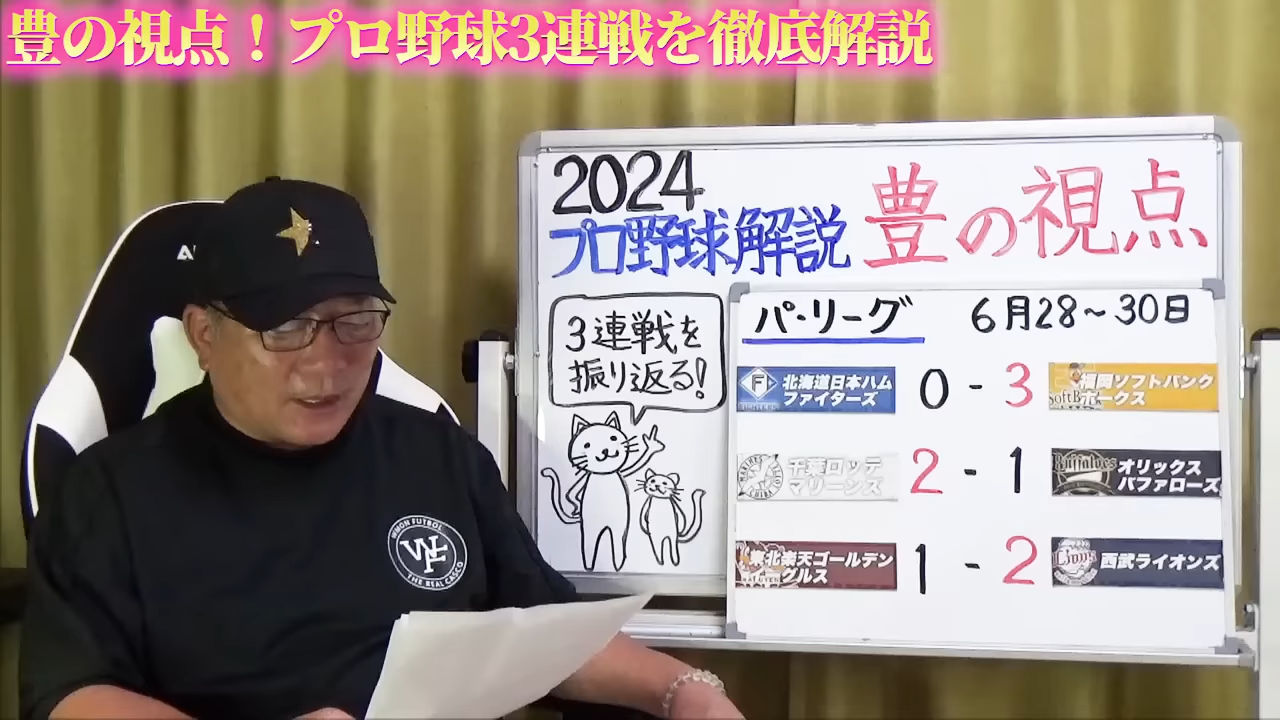 豊の視点！プロ野球3連戦を徹底解説
2024
プロ野球解説 豊の視点
3連戦を
振り返る!
パ・リーグ 6月28～30日
北海道日本ハム
ファイターズ
0 - 3
福岡ソフトバンク
ホークス
千葉ロッテ
マリーンズ
2 - 1
Buffaloes
オリックス
バファローズ
東北楽天ゴールデン
グルス
1 - 2
Lions
西武ライオンズ
WF
THE REAL CASCO